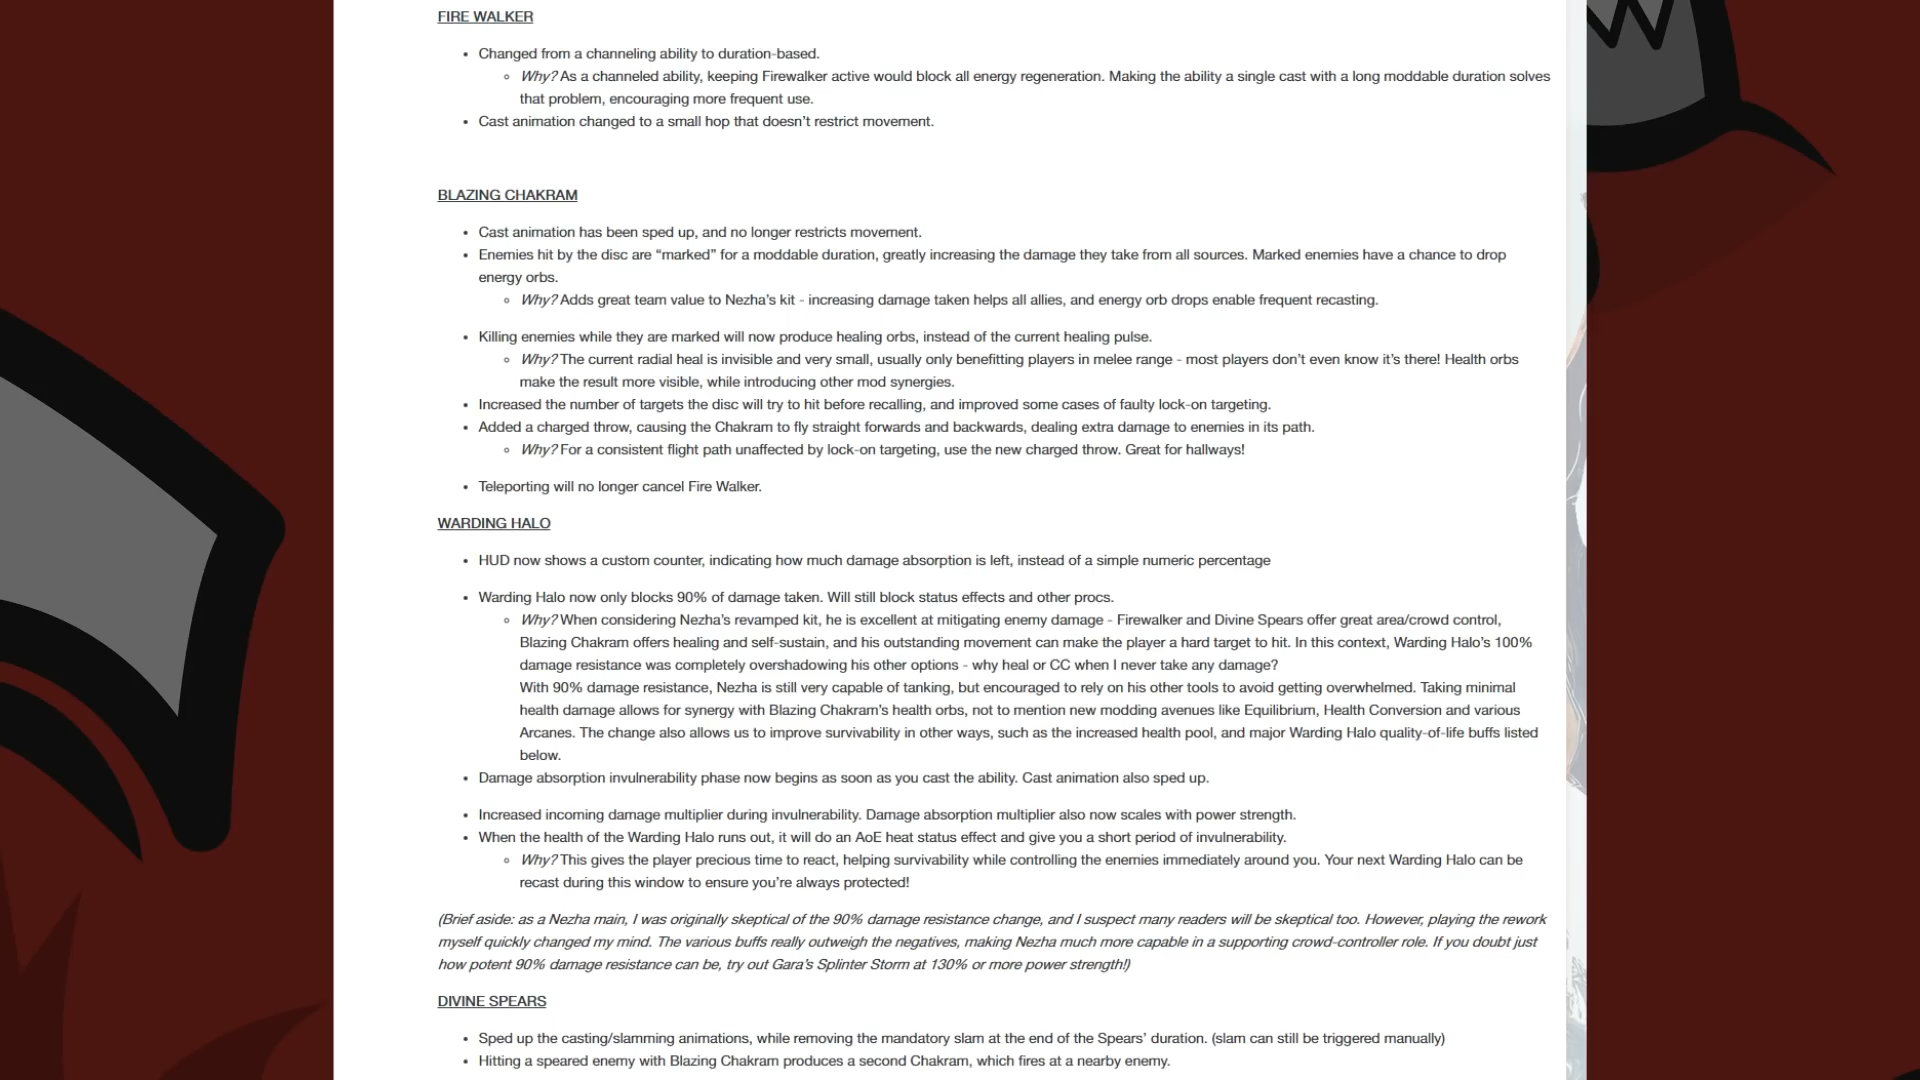 FIRE WALKER
• Changed from a channeling ability to duration-based.
◦ Why? As a channeled ability, keeping Firewalker active would block all energy regeneration. Making the ability a single cast with a long moddable duration solves
that problem, encouraging more frequent use.
• Cast animation changed to a small hop that doesn’t restrict movement.
BLAZING CHAKRAM
• Cast animation has been sped up, and no longer restricts movement.
• Enemies hit by the disc are “marked” for a moddable duration, greatly increasing the damage they take from all sources. Marked enemies have a chance to drop
energy orbs.
◦ Why? Adds great team value to Nezha’s kit - increasing damage taken helps all allies, and energy orb drops enable frequent recasting.
• Killing enemies while they are marked will now produce healing orbs, instead of the current healing pulse.
◦ Why? The current radial heal is invisible and very small, usually only benefitting players in melee range - most players don’t even know it’s there! Health orbs
make the result more visible, while introducing other mod synergies.
• Increased the number of targets the disc will try to hit before recalling, and improved some cases of faulty lock-on targeting.
• Added a charged throw, causing the Chakram to fly straight forwards and backwards, dealing extra damage to enemies in its path.
◦ Why? For a consistent flight path unaffected by lock-on targeting, use the new charged throw. Great for hallways!
• Teleporting will no longer cancel Fire Walker.
WARDING HALO
• HUD now shows a custom counter, indicating how much damage absorption is left, instead of a simple numeric percentage
• Warding Halo now only blocks 90% of damage taken. Will still block status effects and other procs.
◦ Why? When considering Nezha’s revamped kit, he is excellent at mitigating enemy damage - Firewalker and Divine Spears offer great area/crowd control,
Blazing Chakram offers healing and self-sustain, and his outstanding movement can make the player a hard target to hit. In this context, Warding Halo’s 100%
damage resistance was completely overshadowing his other options - why heal or CC when I never take any damage?
With 90% damage resistance, Nezha is still very capable of tanking, but encouraged to rely on his other tools to avoid getting overwhelmed. Taking minimal
health damage allows for synergy with Blazing Chakram’s health orbs, not to mention new modding avenues like Equilibrium, Health Conversion and various
Arcanes. The change also allows us to improve survivability in other ways, such as the increased health pool, and major Warding Halo quality-of-life buffs listed
below.
• Damage absorption invulnerability phase now begins as soon as you cast the ability. Cast animation also sped up.
• Increased incoming damage multiplier during invulnerability. Damage absorption multiplier also now scales with power strength.
• When the health of the Warding Halo runs out, it will do an AoE heat status effect and give you a short period of invulnerability.
◦ Why? This gives the player precious time to react, helping survivability while controlling the enemies immediately around you. Your next Warding Halo can be
recast during this window to ensure you’re always protected!
(Brief aside: as a Nezha main, I was originally skeptical of the 90% damage resistance change, and I suspect many readers will be skeptical too. However, playing the rework
myself quickly changed my mind. The various buffs really outweigh the negatives, making Nezha much more capable in a supporting crowd-controller role. If you doubt just
how potent 90% damage resistance can be, try out Gara’s Splinter Storm at 130% or more power strength!)
DIVINE SPEARS
• Sped up the casting/slamming animations, while removing the mandatory slam at the end of the Spears’ duration. (slam can still be triggered manually)
• Hitting a speared enemy with Blazing Chakram produces a second Chakram, which fires at a nearby enemy.